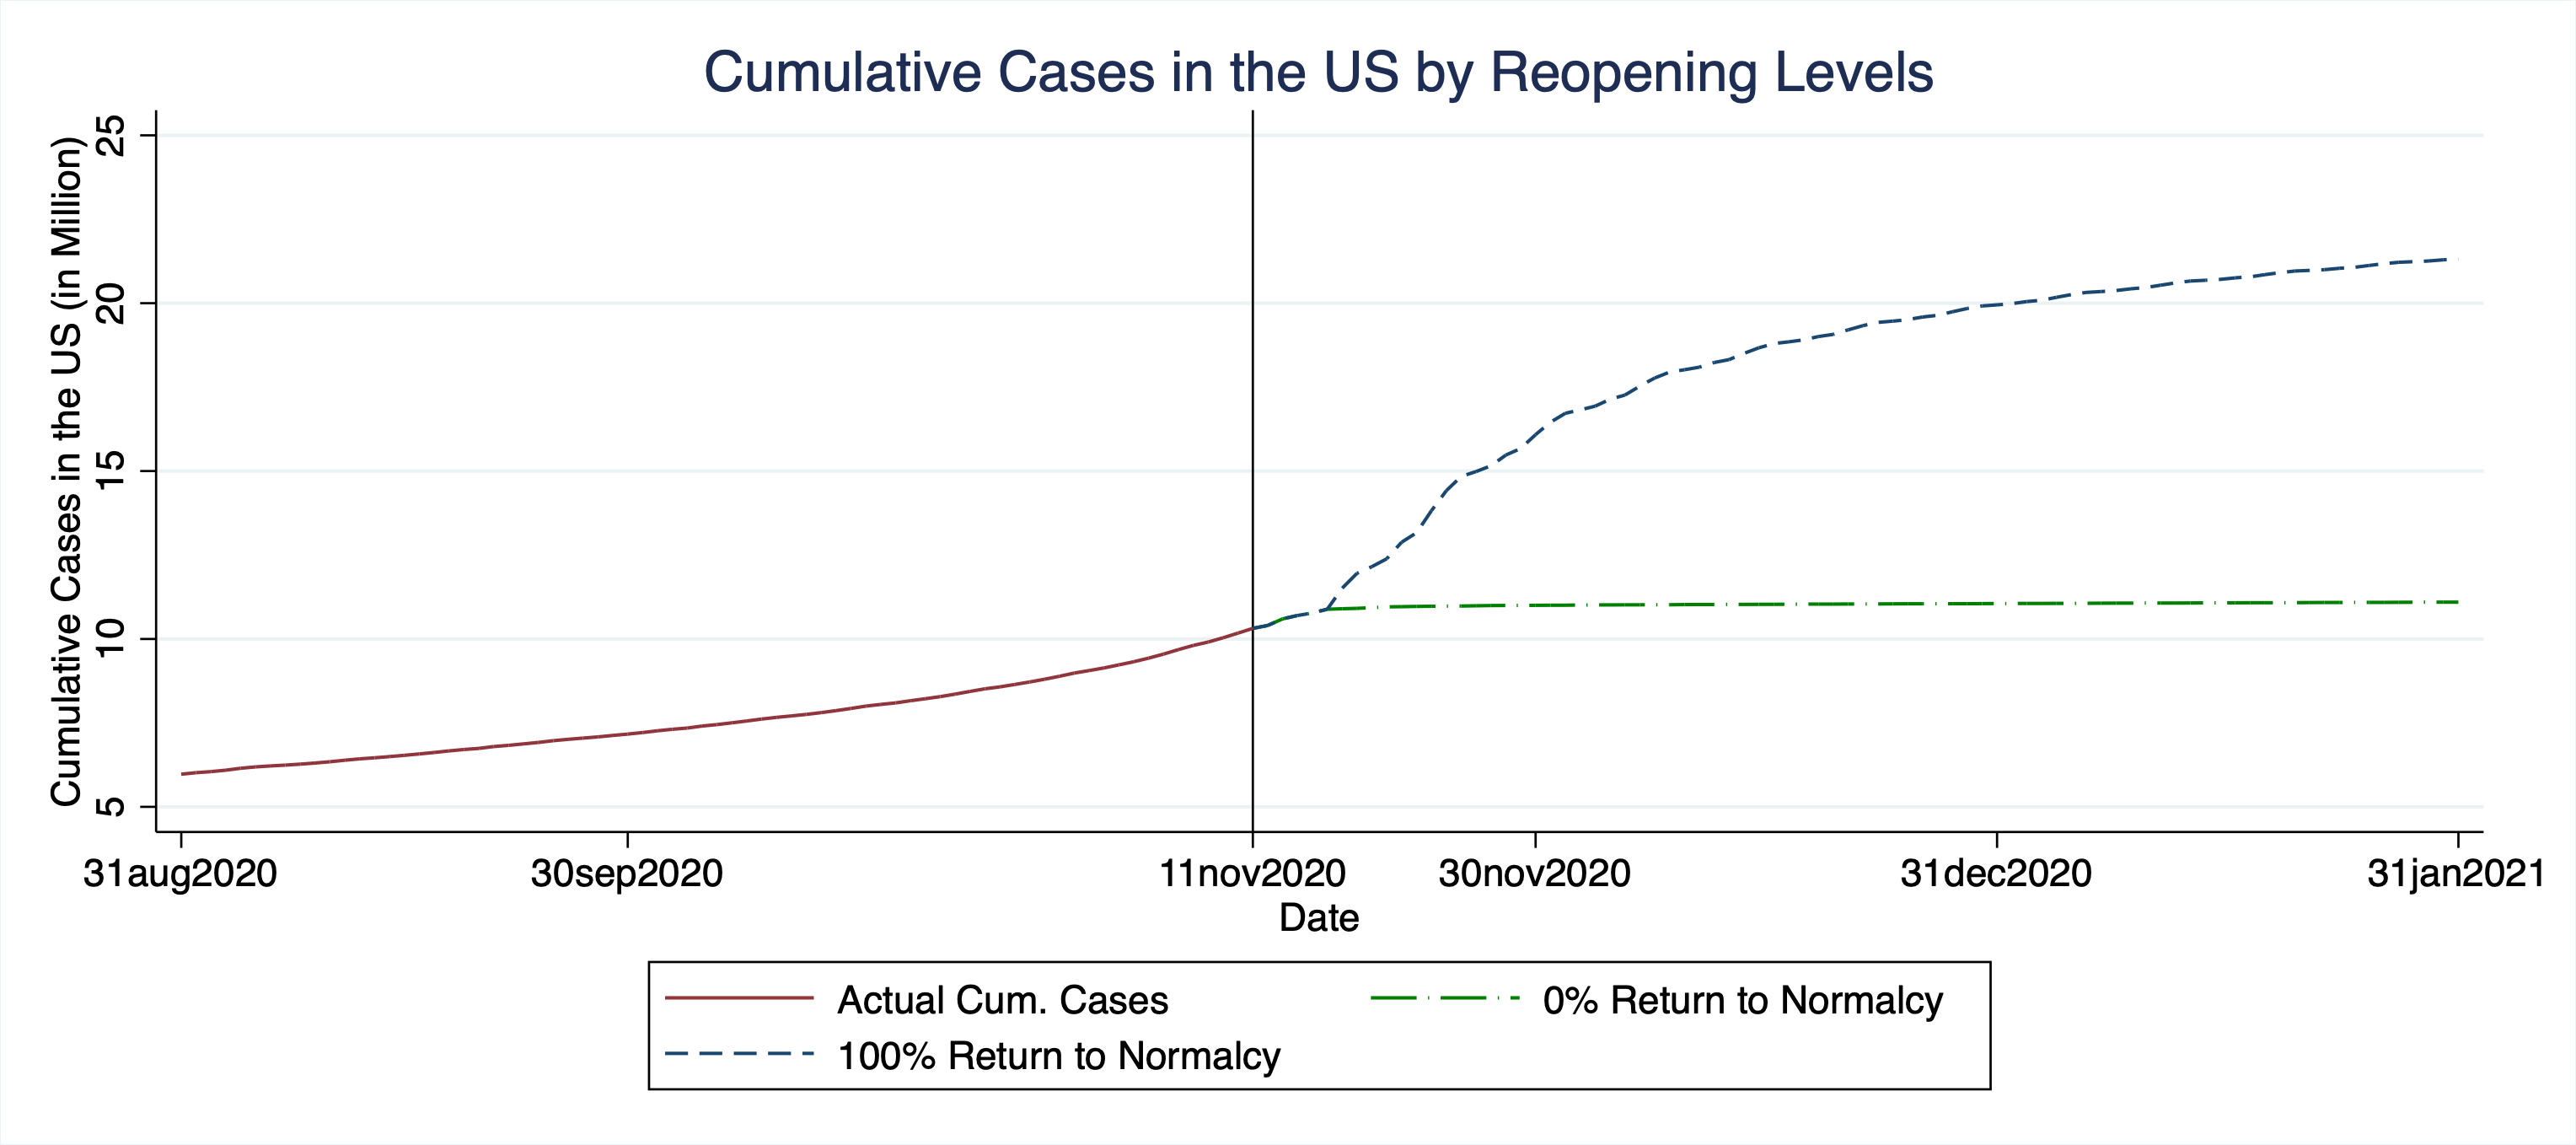 Cumulative Cases in the US by Reopening Levels
Cumulative Cases in the US (in Million)
25
20
15
10
5
31aug2020 30sep2020 11nov2020 30nov2020 31dec2020 31jan2021
Date
Actual Cum. Cases 0% Return to Normalcy
100% Return to Normalcy